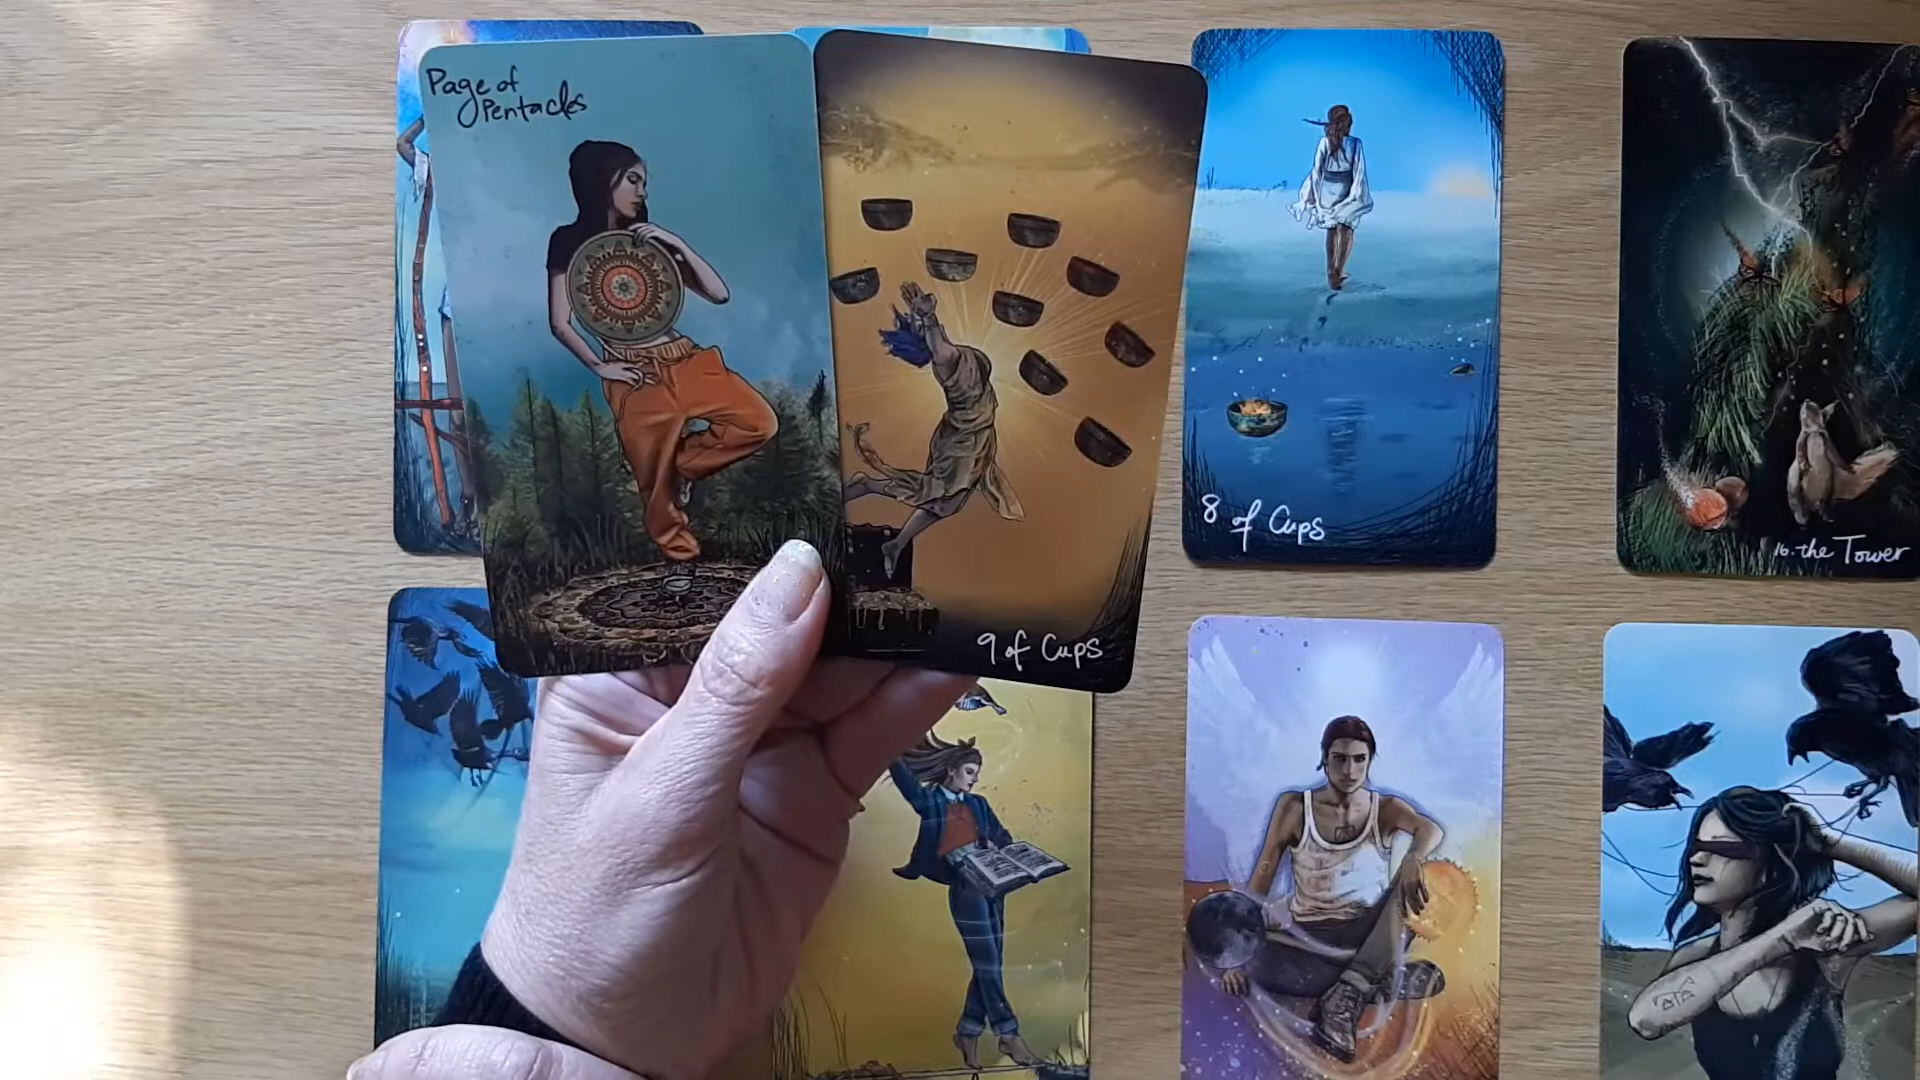 Page of
Pentacles
9 of Cups
8 of Cups
16. the Tower